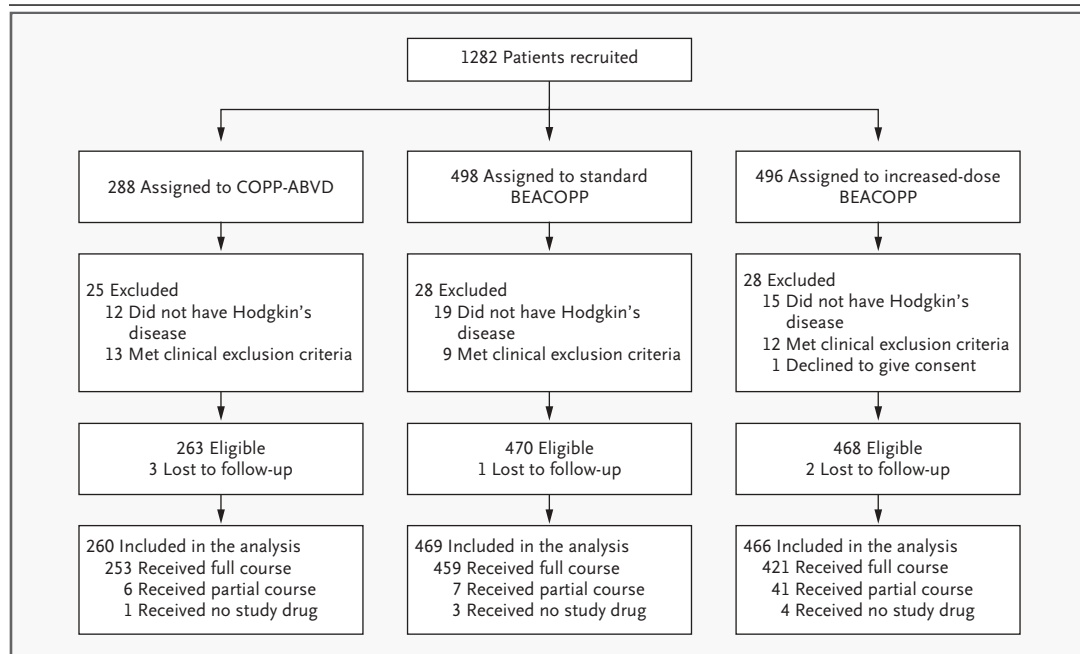 1282 Patients recruited
288 Assigned to COPP-ABVD
498 Assigned to standard
BEACOPP
496 Assigned to increased-dose
BEACOPP
25 Excluded
12 Did not have Hodgkin’s
disease
13 Met clinical exclusion criteria
28 Excluded
19 Did not have Hodgkin’s
disease
9 Met clinical exclusion criteria
28 Excluded
15 Did not have Hodgkin’s
disease
12 Met clinical exclusion criteria
1 Declined to give consent
263 Eligible
3 Lost to follow-up
470 Eligible
1 Lost to follow-up
468 Eligible
2 Lost to follow-up
260 Included in the analysis
253 Received full course
6 Received partial course
1 Received no study drug
469 Included in the analysis
459 Received full course
7 Received partial course
3 Received no study drug
466 Included in the analysis
421 Received full course
41 Received partial course
4 Received no study drug